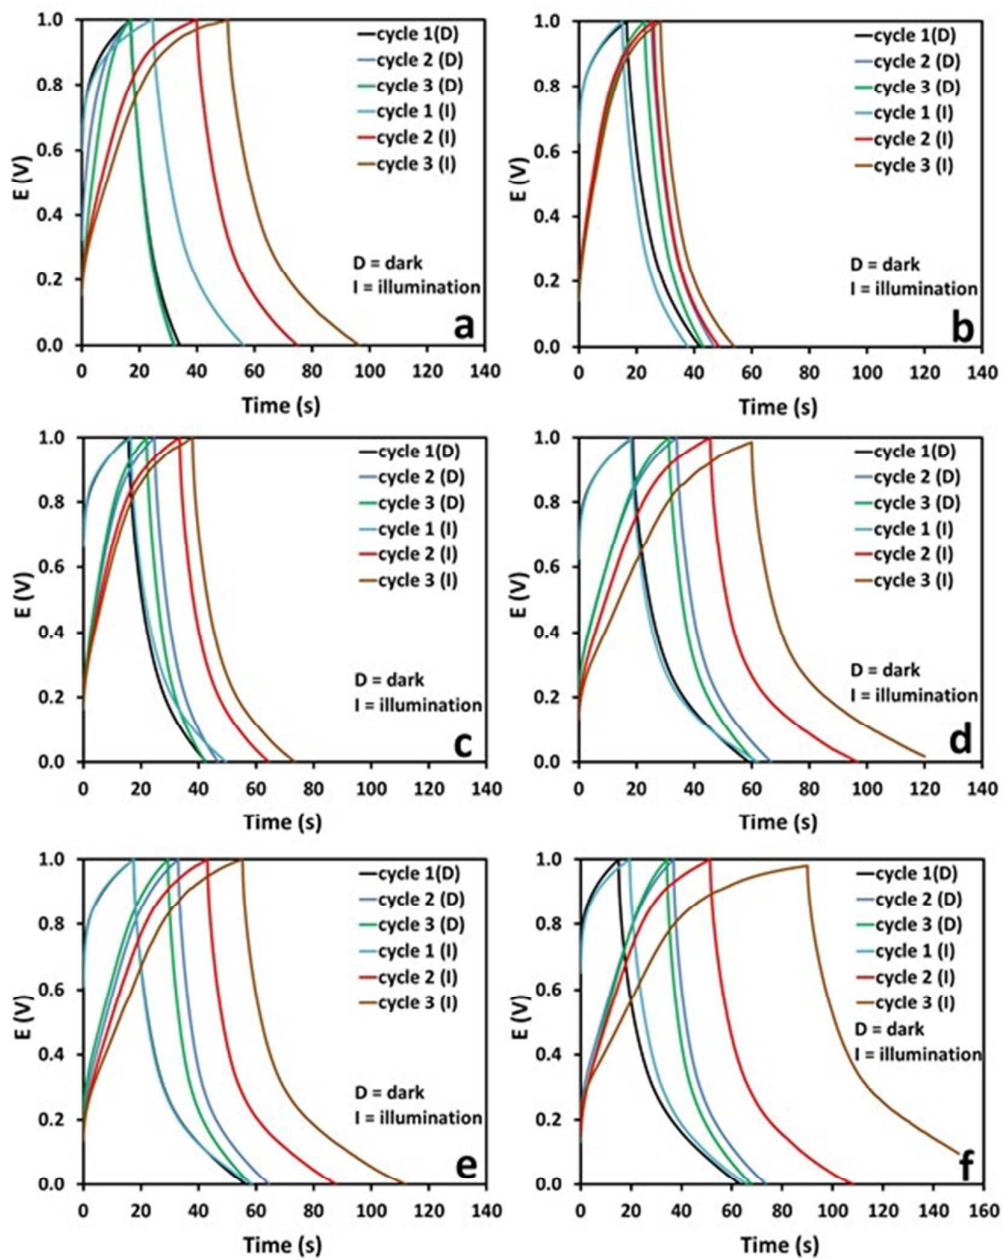 1.0
0.8
0.6
0.4
0.2
0.0
E (V)
cycle 1(D)
cycle 2 (D)
cycle 3 (D)
cycle 1 (I)
cycle 2 (I)
cycle 3 (I)
D = dark
I = illumination
a
0 20 40 60 80 100 120 140
Time (s)
1.0
0.8
0.6
0.4
0.2
0.0
E (V)
cycle 1(D)
cycle 2 (D)
cycle 3 (D)
cycle 1 (I)
cycle 2 (I)
cycle 3 (I)
D = dark
I = illumination
b
0 20 40 60 80 100 120 140
Time (s)
1.0
0.8
0.6
0.4
0.2
0.0
E (V)
cycle 1(D)
cycle 2 (D)
cycle 3 (D)
cycle 1 (I)
cycle 2 (I)
cycle 3 (I)
D = dark
I = illumination
c
0 20 40 60 80 100 120 140
Time (s)
1.0
0.8
0.6
0.4
0.2
0.0
E (V)
cycle 1(D)
cycle 2 (D)
cycle 3 (D)
cycle 1 (I)
cycle 2 (I)
cycle 3 (I)
D = dark
I = illumination
d
0 20 40 60 80 100 120 140
Time (s)
1.0
0.8
0.6
0.4
0.2
0.0
E (V)
cycle 1(D)
cycle 2 (D)
cycle 3 (D)
cycle 1 (I)
cycle 2 (I)
cycle 3 (I)
D = dark
I = illumination
e
0 20 40 60 80 100 120 140
Time (s)
1.0
0.8
0.6
0.4
0.2
0.0
E (V)
cycle 1(D)
cycle 2 (D)
cycle 3 (D)
cycle 1 (I)
cycle 2 (I)
cycle 3 (I)
D = dark
I = illumination
f
0 20 40 60 80 100 120 140 160
Time (s)